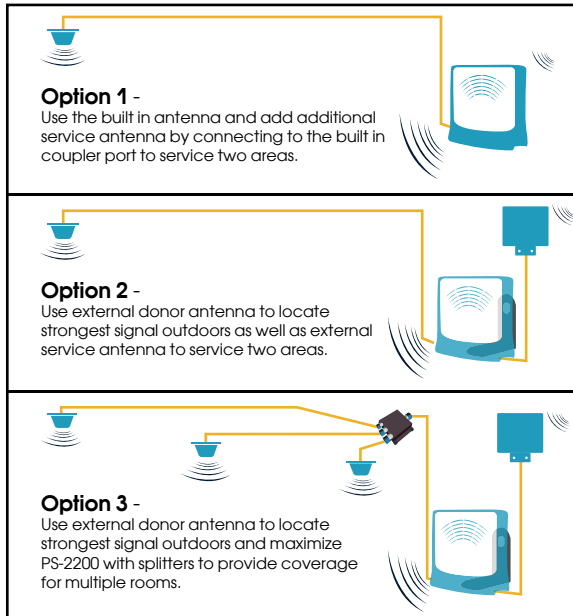 Option 1 -
Use the built in antenna and add additional
service antenna by connecting to the built in
coupler port to service two areas.
Option 2 -
Use external donor antenna to locate
strongest signal outdoors as well as external
service antenna to service two areas.
Option 3 -
Use external donor antenna to locate
strongest signal outdoors and maximize
PS-2200 with splitters to provide coverage
for multiple rooms.